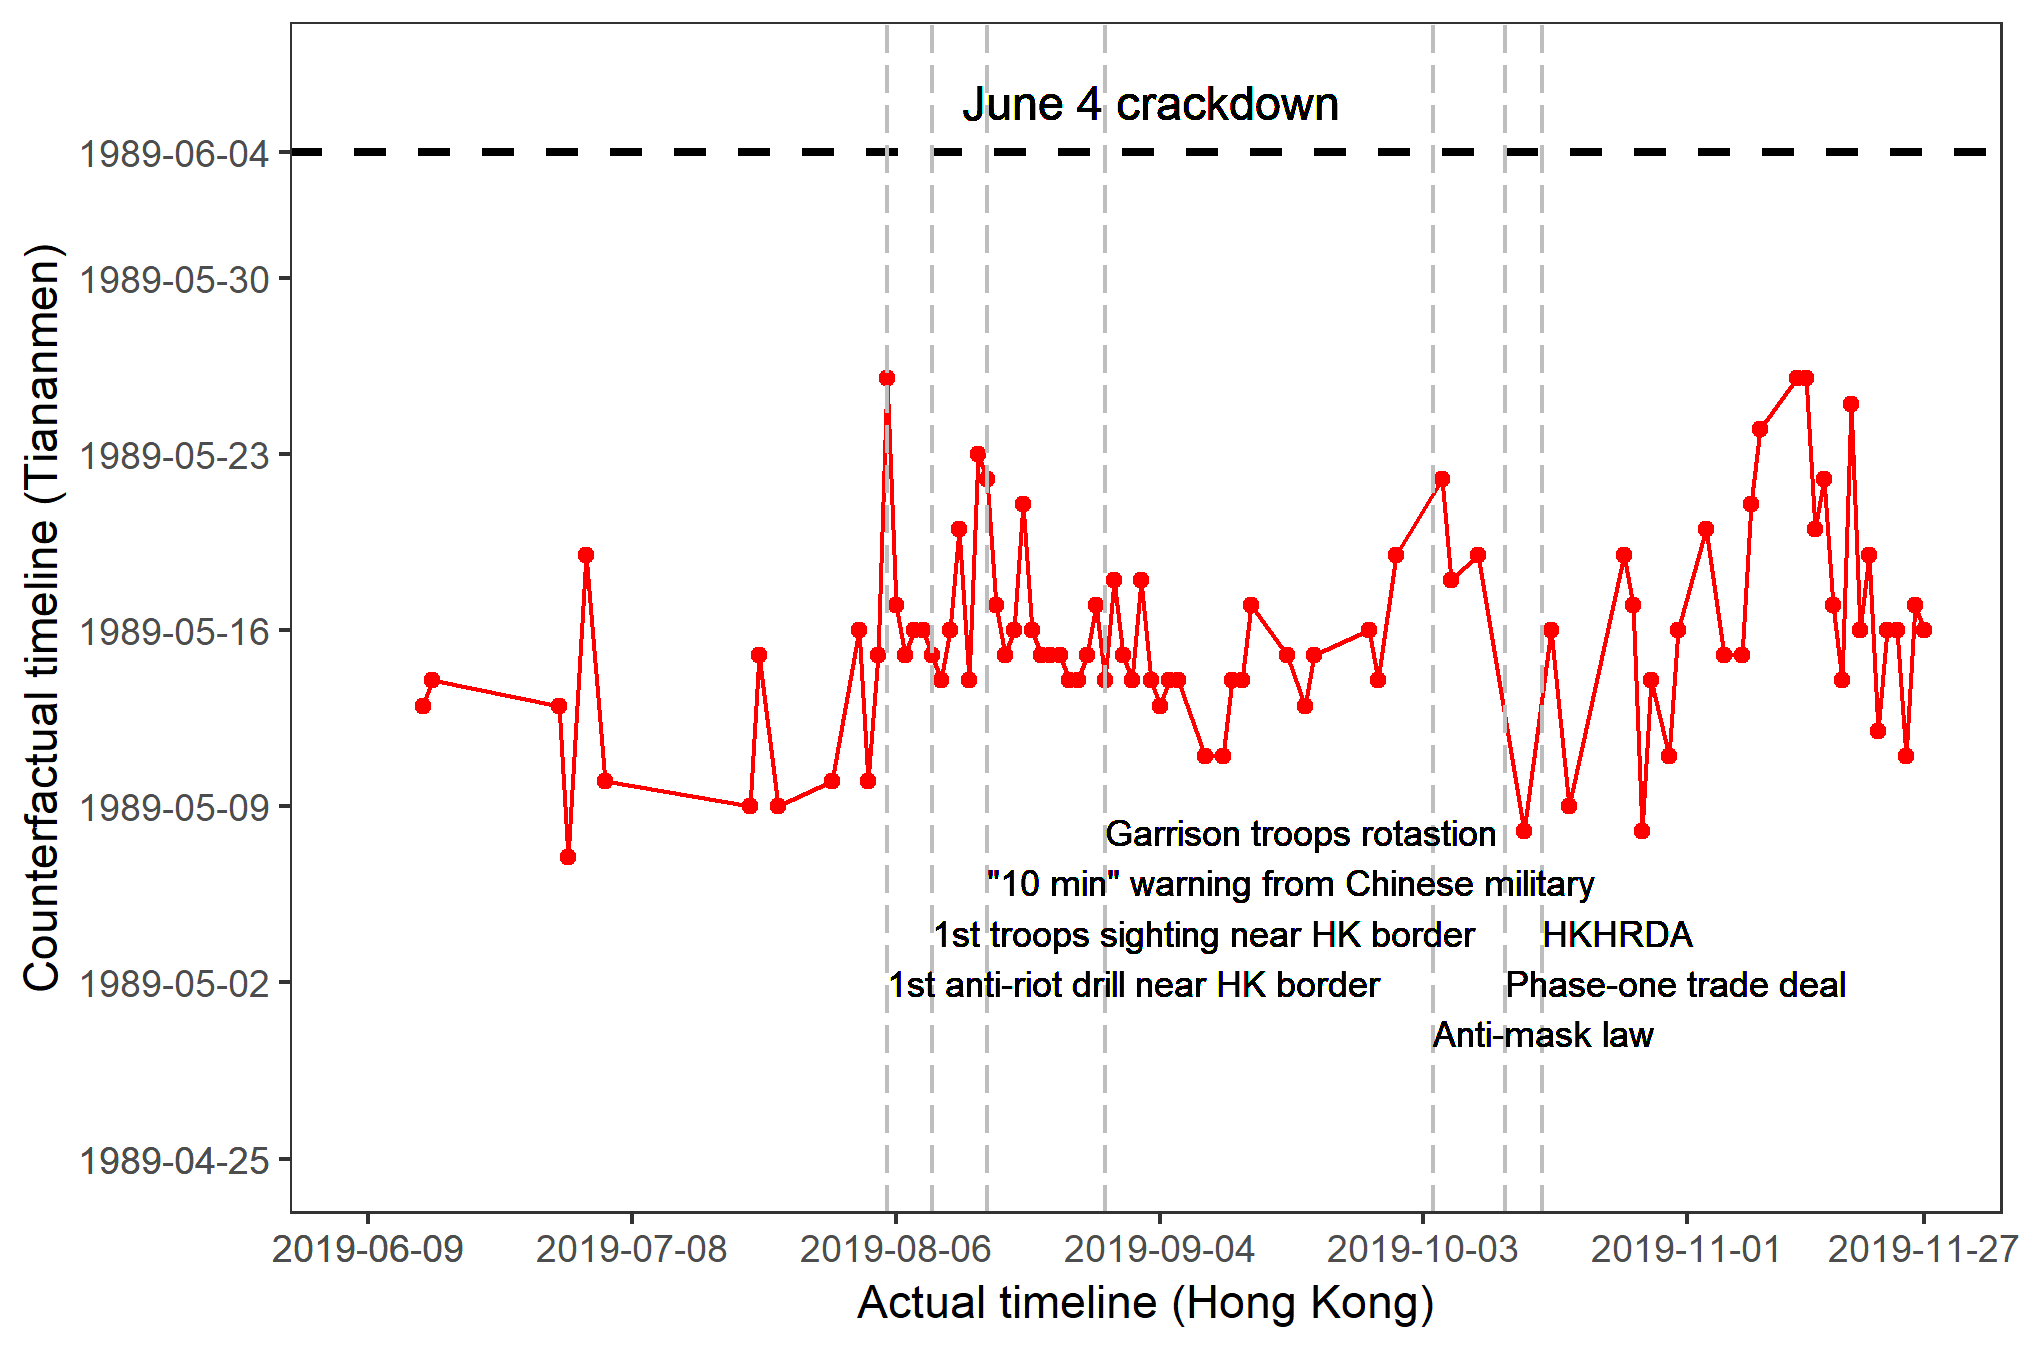 June 4 crackdown
1989-06-04
1989-05-30
1989-05-23
1989-05-16
1989-05-09
1989-05-02
1989-04-25
Counterfactual timeline (Tiananmen)
Garrison troops rotastion
"10 min" warning from Chinese military
1st troops sighting near HK border
HKHRDA
1st anti-riot drill near HK border
Phase-one trade deal
Anti-mask law
2019-06-09
2019-07-08
2019-08-06
2019-09-04
2019-10-03
2019-11-01
2019-11-27
Actual timeline (Hong Kong)